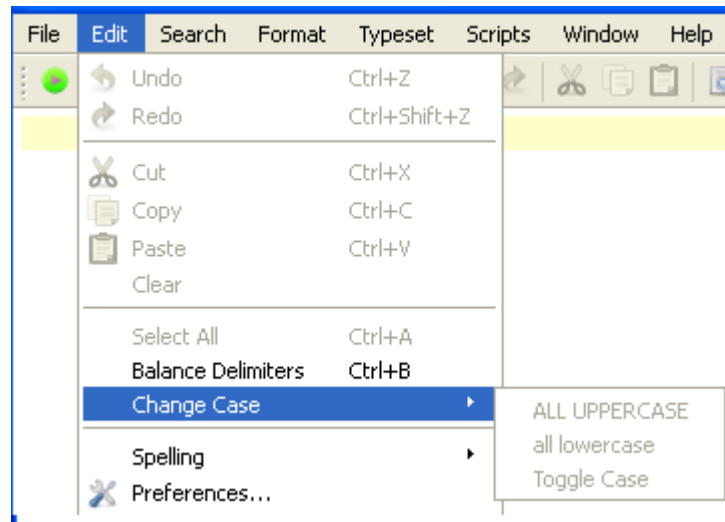 File Edit Search Format Typeset Scripts Window Help
Undo Ctrl+Z
Redo Ctrl+Shift+Z
Cut Ctrl+X
Copy Ctrl+C
Paste Ctrl+V
Clear
Select All Ctrl+A
Balance Delimiters Ctrl+B
Change Case
ALL UPPERCASE
all lowercase
Toggle Case
Spelling
Preferences...